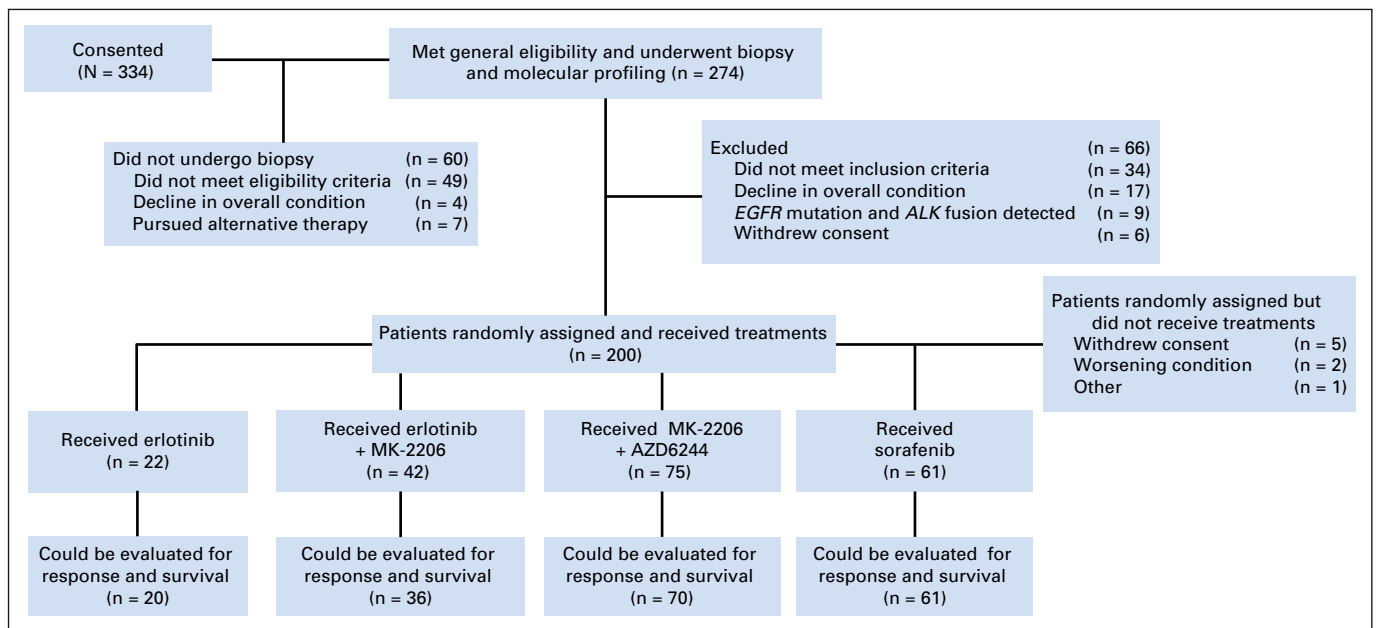 Consented
(N = 334)
Met general eligibility and underwent biopsy
and molecular profiling (n = 274)
Did not undergo biopsy (n = 60)
Did not meet eligibility criteria (n = 49)
Decline in overall condition (n = 4)
Pursued alternative therapy (n = 7)
Excluded (n = 66)
Did not meet inclusion criteria (n = 34)
Decline in overall condition (n = 17)
EGFR mutation and ALK fusion detected (n = 9)
Withdrew consent (n = 6)
Patients randomly assigned and received treatments
(n = 200)
Patients randomly assigned but
did not receive treatments
Withdrew consent (n = 5)
Worsening condition (n = 2)
Other (n = 1)
Received erlotinib
(n = 22)
Received erlotinib
+ MK-2206
(n = 42)
Received MK-2206
+ AZD6244
(n = 75)
Received
sorafenib
(n = 61)
Could be evaluated for
response and survival
(n = 20)
Could be evaluated for
response and survival
(n = 36)
Could be evaluated for
response and survival
(n = 70)
Could be evaluated for
response and survival
(n = 61)